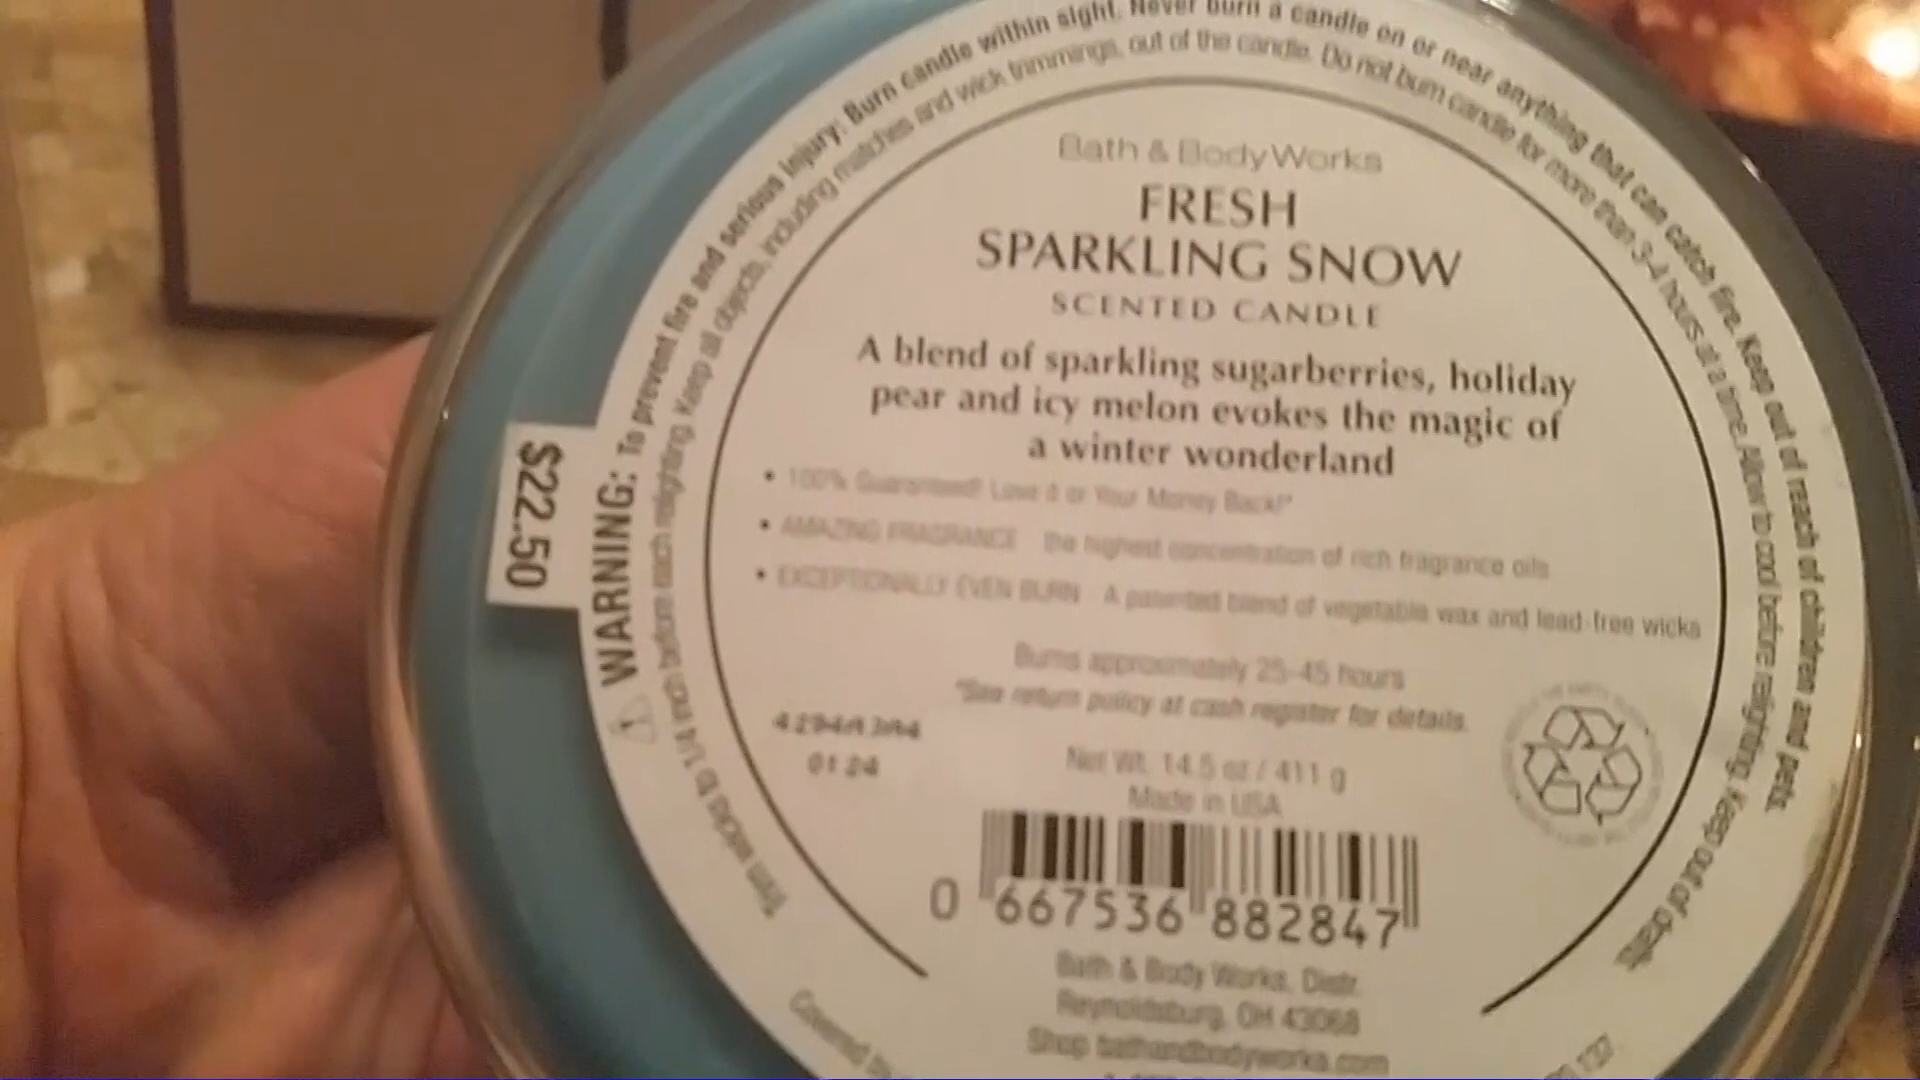 Bath & Body Works
FRESH
SPARKLING SNOW
SCENTED CANDLE
A blend of sparkling sugarberries, holiday
pear and icy melon evokes the magic of
a winter wonderland
• 100% Guaranteed! Love it or Your Money Back!*
• AMAZING FRAGRANCE the highest concentration of rich fragrance oils
• EXCEPTIONALLY EVEN BURN A patented blend of vegetable wax and lead-free wicks
Burns approximately 25-45 hours
*See return policy at cash register for details.
Net Wt. 14.5 oz / 411 g
Made in USA
0 667536 882847
Bath & Body Works, Distr.
Reynoldsburg, OH 43068
Shop bathandbodyworks.com
$22.50
WARNING: To prevent fire and serious injury: Burn candle within sight. Never burn a candle on or near anything that can catch fire. Keep out of reach of children and pets.
Trim wicks to 1/4 inch before each relighting. Keep all objects, including matches and wick trimmings, out of the candle. Do not burn candle for more than 3-4 hours at a time. Allow to cool before relighting. Keep out of drafts.
Covered